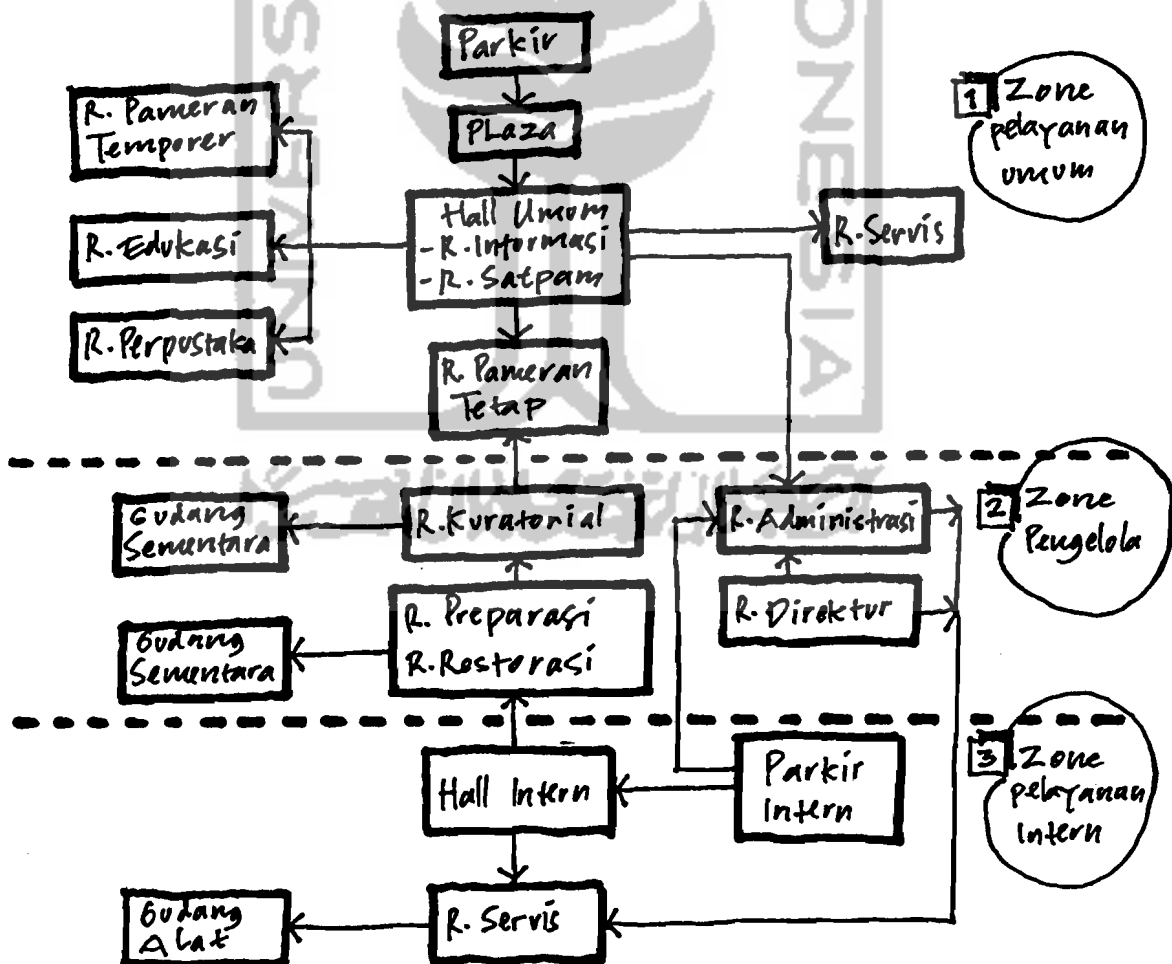 Parkir
PLaza
R. Pameran
Temporer
1 Zone
pelayanan
umum
Hall Umum
- R. Informasi
- R. Satpam
R. Servis
R. Edukasi
R. Perpustaka
R. Pameran
Tetap
UNIVERS
ONESIA
Gudang
Sementara
R. Kuratorial
R. Administrasi
2 Zone
Pengelola
R. Preparasi
R. Restorasi
R. Direktur
Gudang
Sementara
Hall Intern
Parkir
Intern
3 Zone
pelayanan
Intern
Gudang
ALat
R. Servis